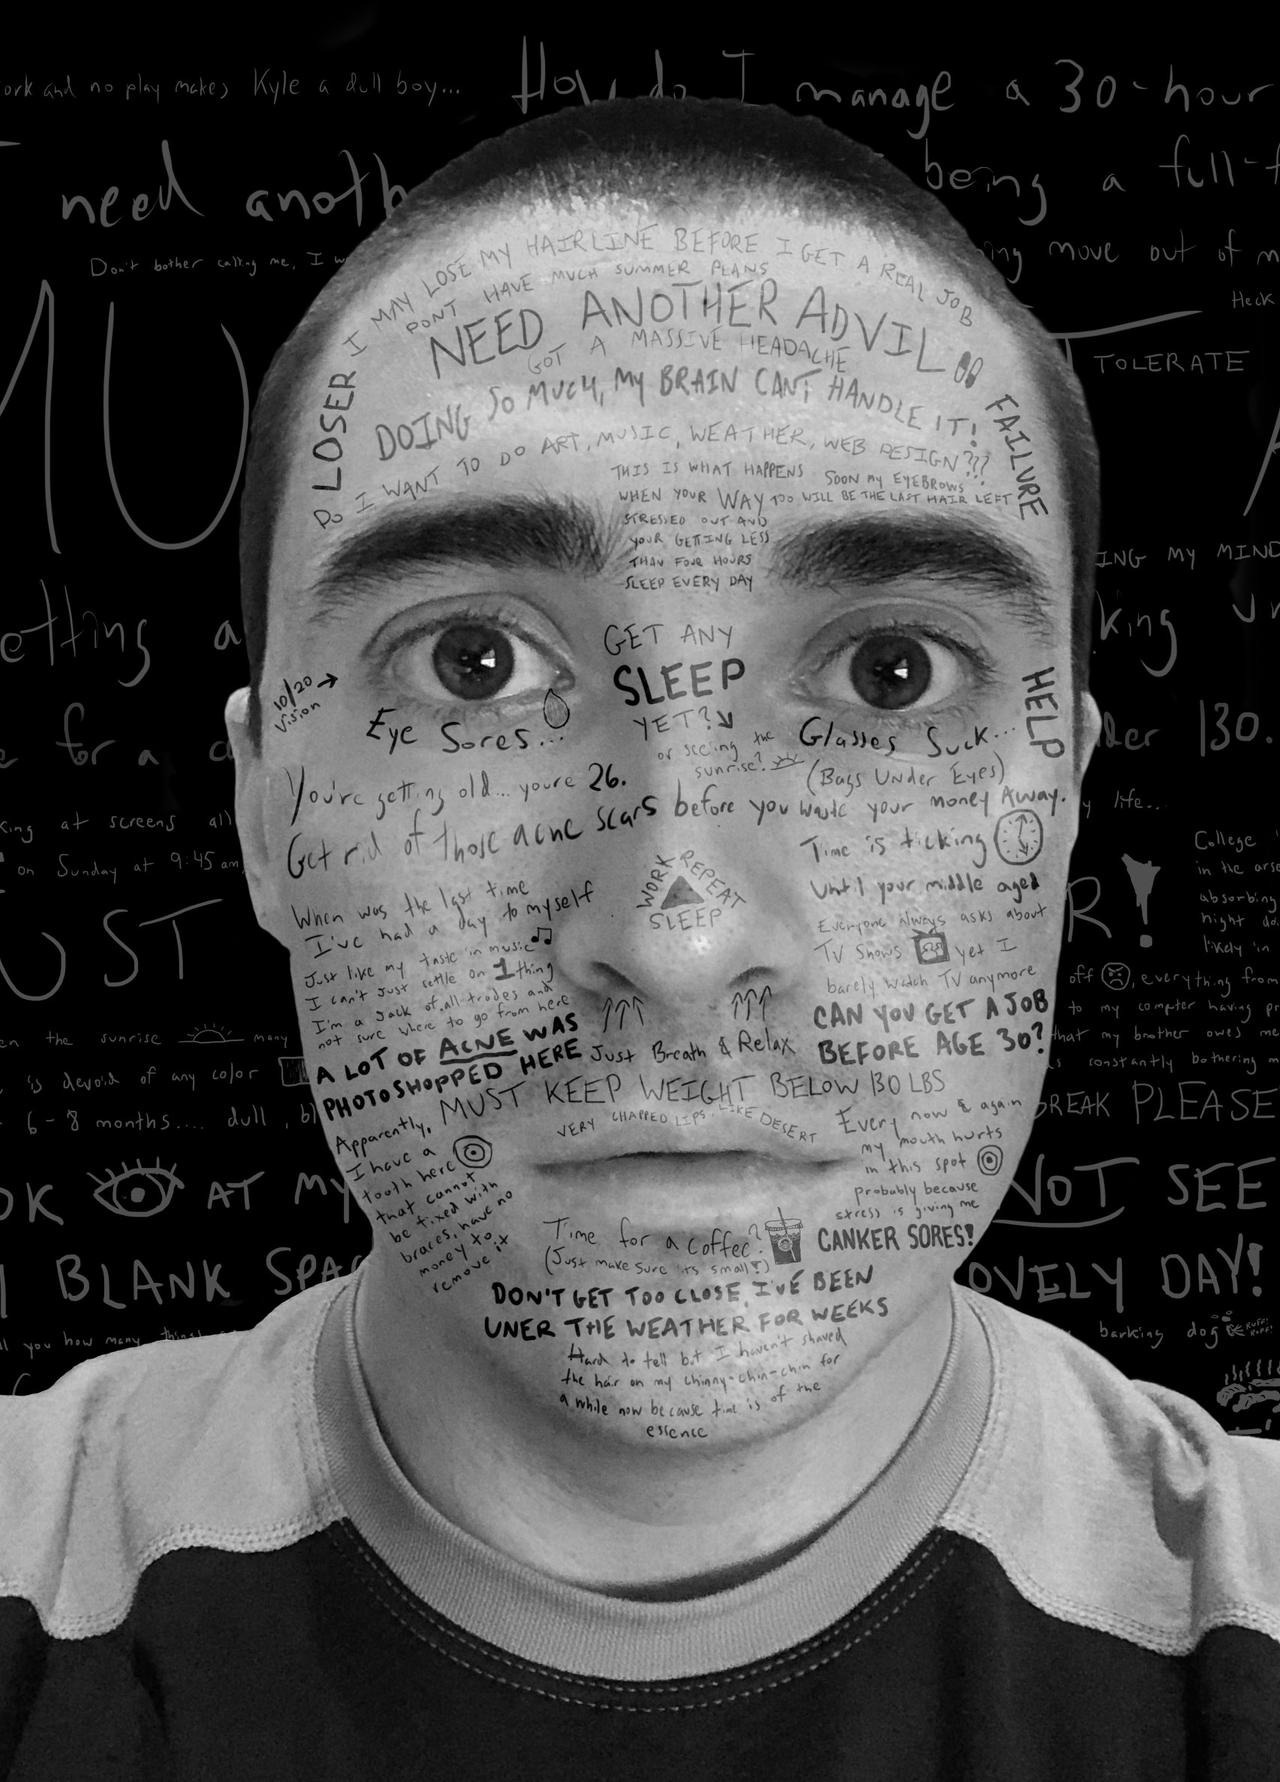 ork and no play makes Kyle a dull boy...
How do I manage a 30-hour
need anoth
being a full-f
Don't bother calling me, I w
ng move out of m
Heck
MU
T
TOLERATE
ING MY MIND
etting a
king
e for a c
der 130.
king at screens all
y life...
on Sunday at 9:45 am
College
in the
absorbing
night do
likely in
UST
R!
off everything from
to my computer having
that my brother owes me
s constantly bothering m
en the sunrise many
is devoid of any color
6-8 months.... dull, bl
BREAK PLEASE
OK AT MY
NOT SEE
BLANK SPAC
OVELY DAY!
ll you how many things
barking dog
RUFF!
RUFF!
I MAY LOSE MY HAIRLINE BEFORE I GET A REAL JOB
DONT HAVE MUCH SUMMER PLANS
NEED ANOTHER ADVIL
GOT A MASSIVE HEADACHE
DOING SO MUCH, MY BRAIN CANT HANDLE IT!
LOSER
FAILURE
DO I WANT TO DO ART, MUSIC, WEATHER, WEB DESIGN???
THIS IS WHAT HAPPENS
WHEN YOUR WAY TOO
STRESSED OUT AND
YOUR GETTING LESS
THAN FOUR HOURS
SLEEP EVERY DAY
SOON MY EYEBROWS
WILL BE THE LAST HAIR LEFT
GET ANY
SLEEP
YET?
or seeing the
sunrise?
10/20
Vision
Eye Sores...
Glasses Suck...
(Bags Under Eyes)
HELP
You're getting old... youre 26.
Get rid of those acne scars before you waste your money Away.
Time is ticking
Until your middle aged
WORK REPEAT
SLEEP
When was the last time
I've had a day to myself
Just like my taste in music
I can't just settle on 1 thing
I'm a jack of all trades and
not sure where to go from here
A LOT OF ACNE WAS
PHOTOSHOPPED HERE
Everyone always asks about
TV Shows yet I
barely watch TV anymore
CAN YOU GET A JOB
BEFORE AGE 30?
Just Breath & Relax
MUST KEEP WEIGHT BELOW 130 LBS
VERY CHAPPED LIPS LIKE DESERT
Apparently,
I have a
tooth here
that cannot
be fixed with
braces, have no
money to
remove it
Every now & again
my mouth hurts
in this spot
probably because
stress is giving me
CANKER SORES!
Time for a coffee?
(Just make sure its small!)
DON'T GET TOO CLOSE, I'VE BEEN
UNER THE WEATHER FOR WEEKS
Hard to tell but I haven't shaved
the hair on my chinny-chin-chin for
a while now because time is of the
essence